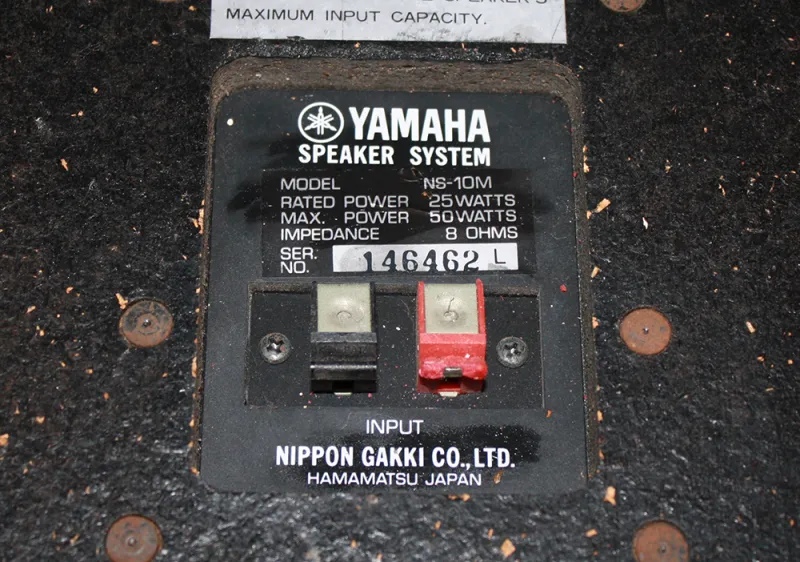 MAXIMUM INPUT CAPACITY.
YAMAHA
SPEAKER SYSTEM
MODEL NS-10M
RATED POWER 25 WATTS
MAX. POWER 50 WATTS
IMPEDANCE 8 OHMS
SER. NO. 146462 L
INPUT
NIPPON GAKKI CO., LTD.
HAMAMATSU JAPAN